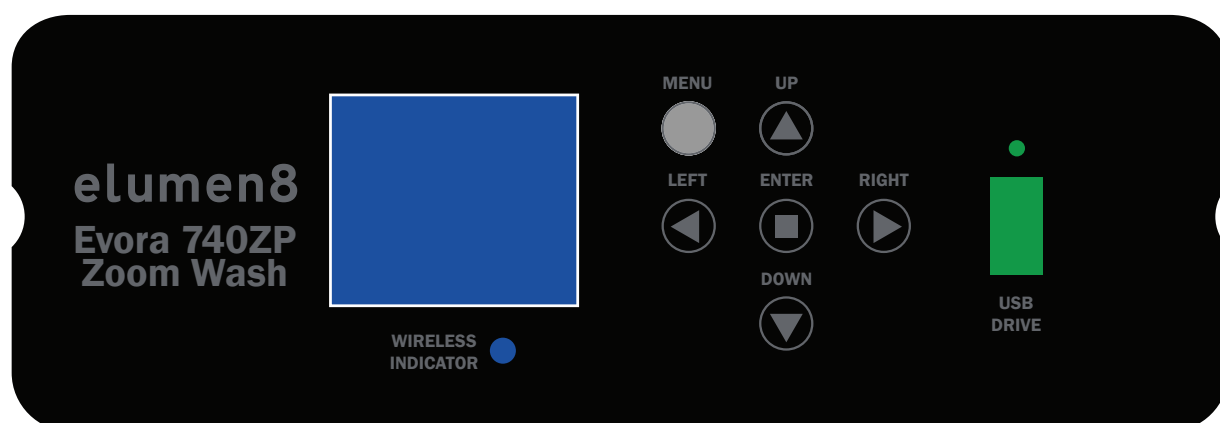 elumen8
Evora 740ZP
Zoom Wash
WIRELESS
INDICATOR
MENU
UP
LEFT
ENTER
RIGHT
DOWN
USB
DRIVE